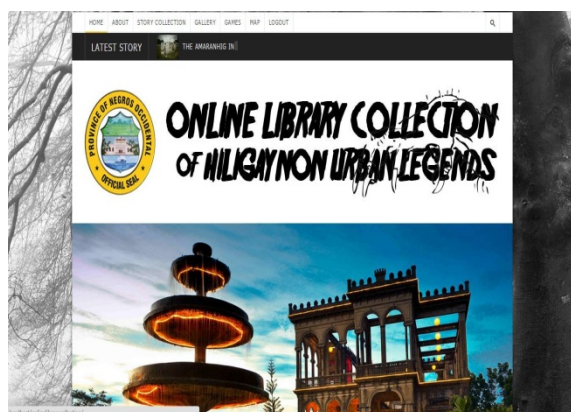 HOME ABOUT STORY COLLECTION GALLERY GAMES MAP LOGOUT
LATEST STORY THE AMARANHIG IN
PROVINCE OF NEGROS OCCIDENTAL
OFFICIAL SEAL
ONLINE LIBRARY COLLECTION
OF HILIGAYNON URBAN LEGENDS